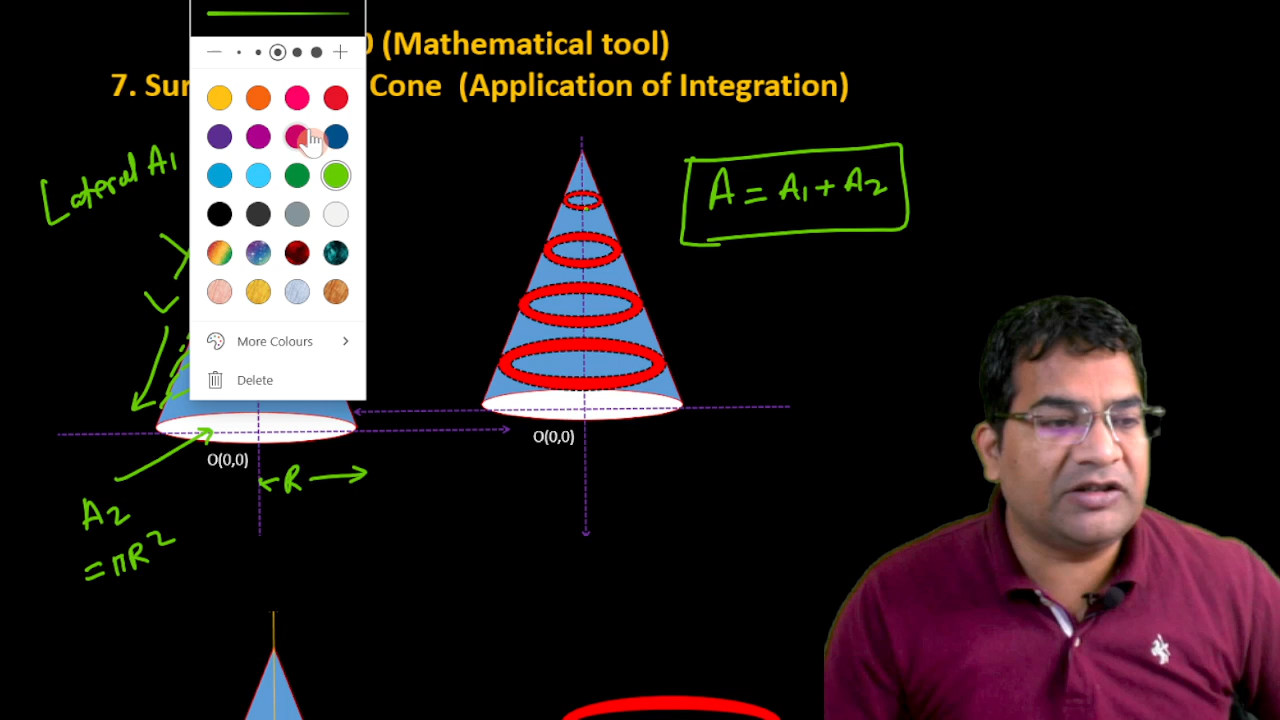 0 (Mathematical tool)
7. Sur Cone (Application of Integration)
Lateral A1
A = A1 + A2
More Colours
Delete
O(0,0)
O(0,0)
R
A2
= πR2